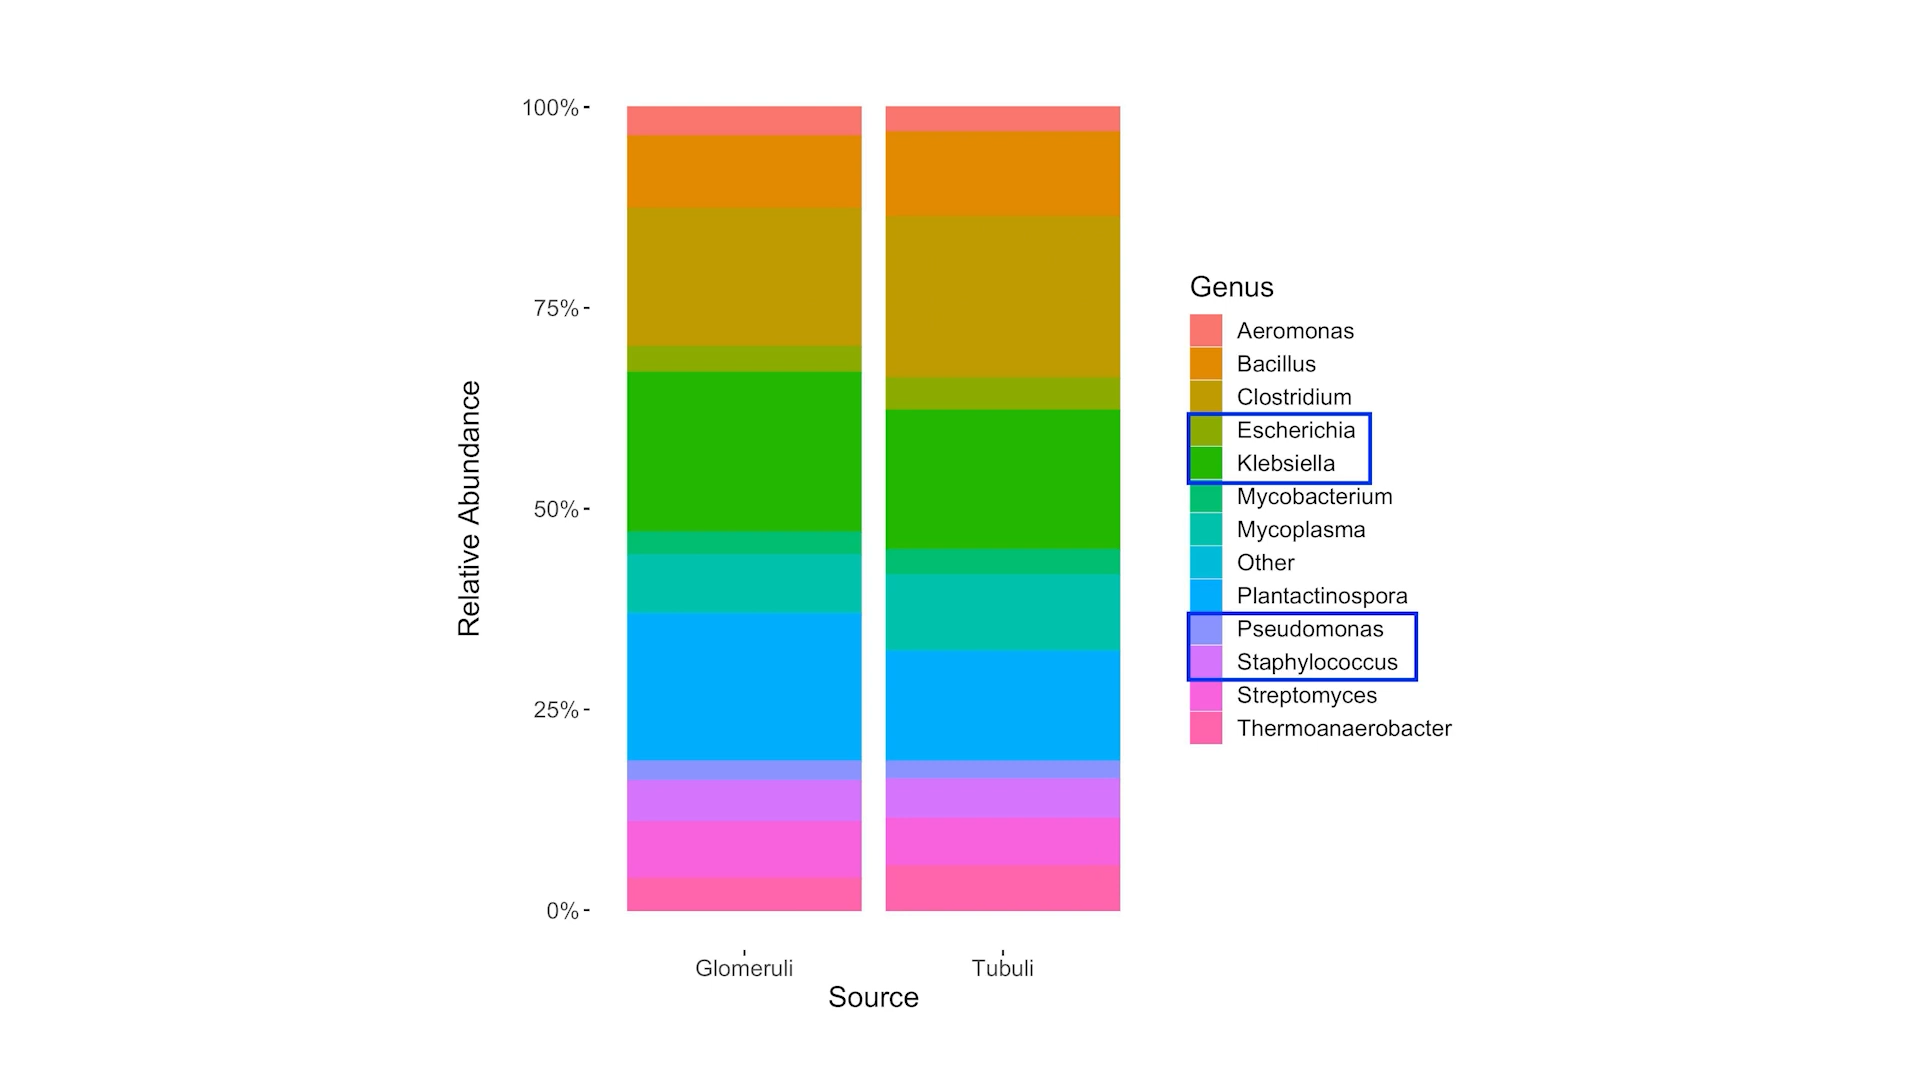 100%
75%
50%
25%
0%
Relative Abundance
Glomeruli
Tubuli
Source
Genus
Aeromonas
Bacillus
Clostridium
Escherichia
Klebsiella
Mycobacterium
Mycoplasma
Other
Plantactinospora
Pseudomonas
Staphylococcus
Streptomyces
Thermoanaerobacter